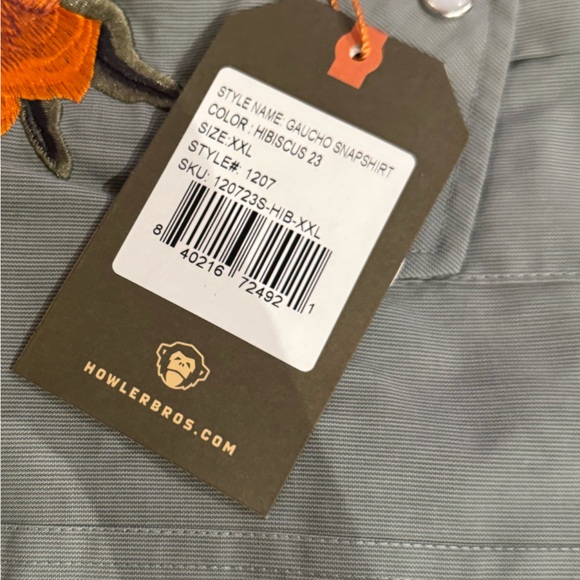 STYLE NAME: GAUCHO SNAPSHIRT
COLOR : HIBISCUS 23
SIZE:XXL
STYLE#: 1207
SKU: 120723S-HIB-XXL
8 40216 72492 1
HOWLERBROS.COM